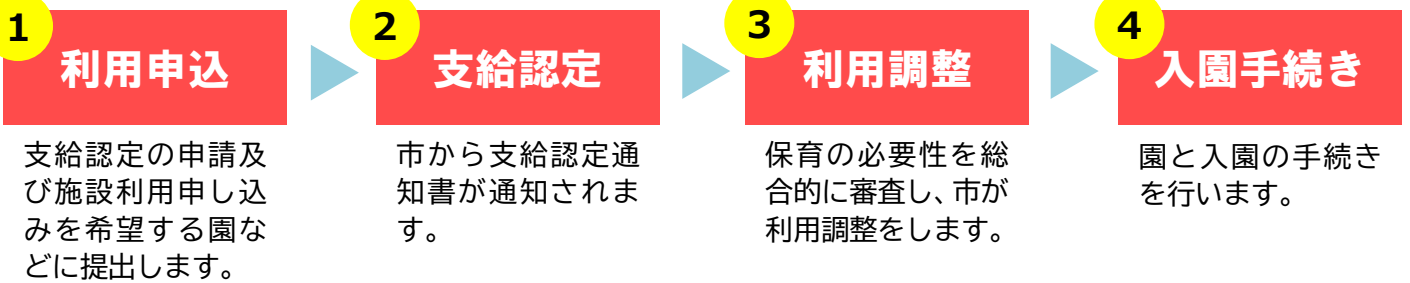 1
利用申込
支給認定の申請及
び施設利用申し込
みを希望する園な
どに提出します。
2
支給認定
市から支給認定通
知書が通知されま
す。
3
利用調整
保育の必要性を総
合的に審査し、市が
利用調整をします。
4
入園手続き
園と入園の手続き
を行います。